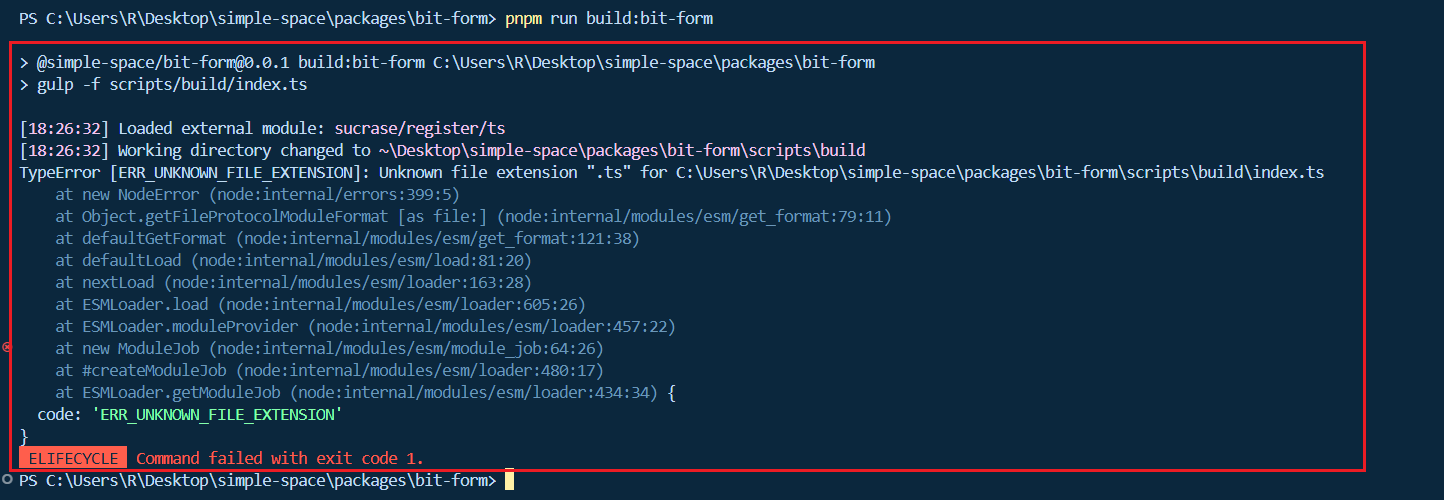 PS C:\Users\R\Desktop\simple-space\packages\bit-form> pnpm run build:bit-form
> @simple-space/bit-form@0.0.1 build:bit-form C:\Users\R\Desktop\simple-space\packages\bit-form
> gulp -f scripts/build/index.ts
[18:26:32] Loaded external module: sucrase/register/ts
[18:26:32] Working directory changed to ~\Desktop\simple-space\packages\bit-form\scripts\build
TypeError [ERR_UNKNOWN_FILE_EXTENSION]: Unknown file extension ".ts" for C:\Users\R\Desktop\simple-space\packages\bit-form\scripts\build\index.ts
    at new NodeError (node:internal/errors:399:5)
    at Object.getFileProtocolModuleFormat [as file:] (node:internal/modules/esm/get_format:79:11)
    at defaultGetFormat (node:internal/modules/esm/get_format:121:38)
    at defaultLoad (node:internal/modules/esm/load:81:20)
    at nextLoad (node:internal/modules/esm/loader:163:28)
    at ESMLoader.load (node:internal/modules/esm/loader:605:26)
    at ESMLoader.moduleProvider (node:internal/modules/esm/loader:457:22)
    at new ModuleJob (node:internal/modules/esm/module_job:64:26)
    at #createModuleJob (node:internal/modules/esm/loader:480:17)
    at ESMLoader.getModuleJob (node:internal/modules/esm/loader:434:34) {
  code: 'ERR_UNKNOWN_FILE_EXTENSION'
}
 ELIFECYCLE  Command failed with exit code 1.
PS C:\Users\R\Desktop\simple-space\packages\bit-form>